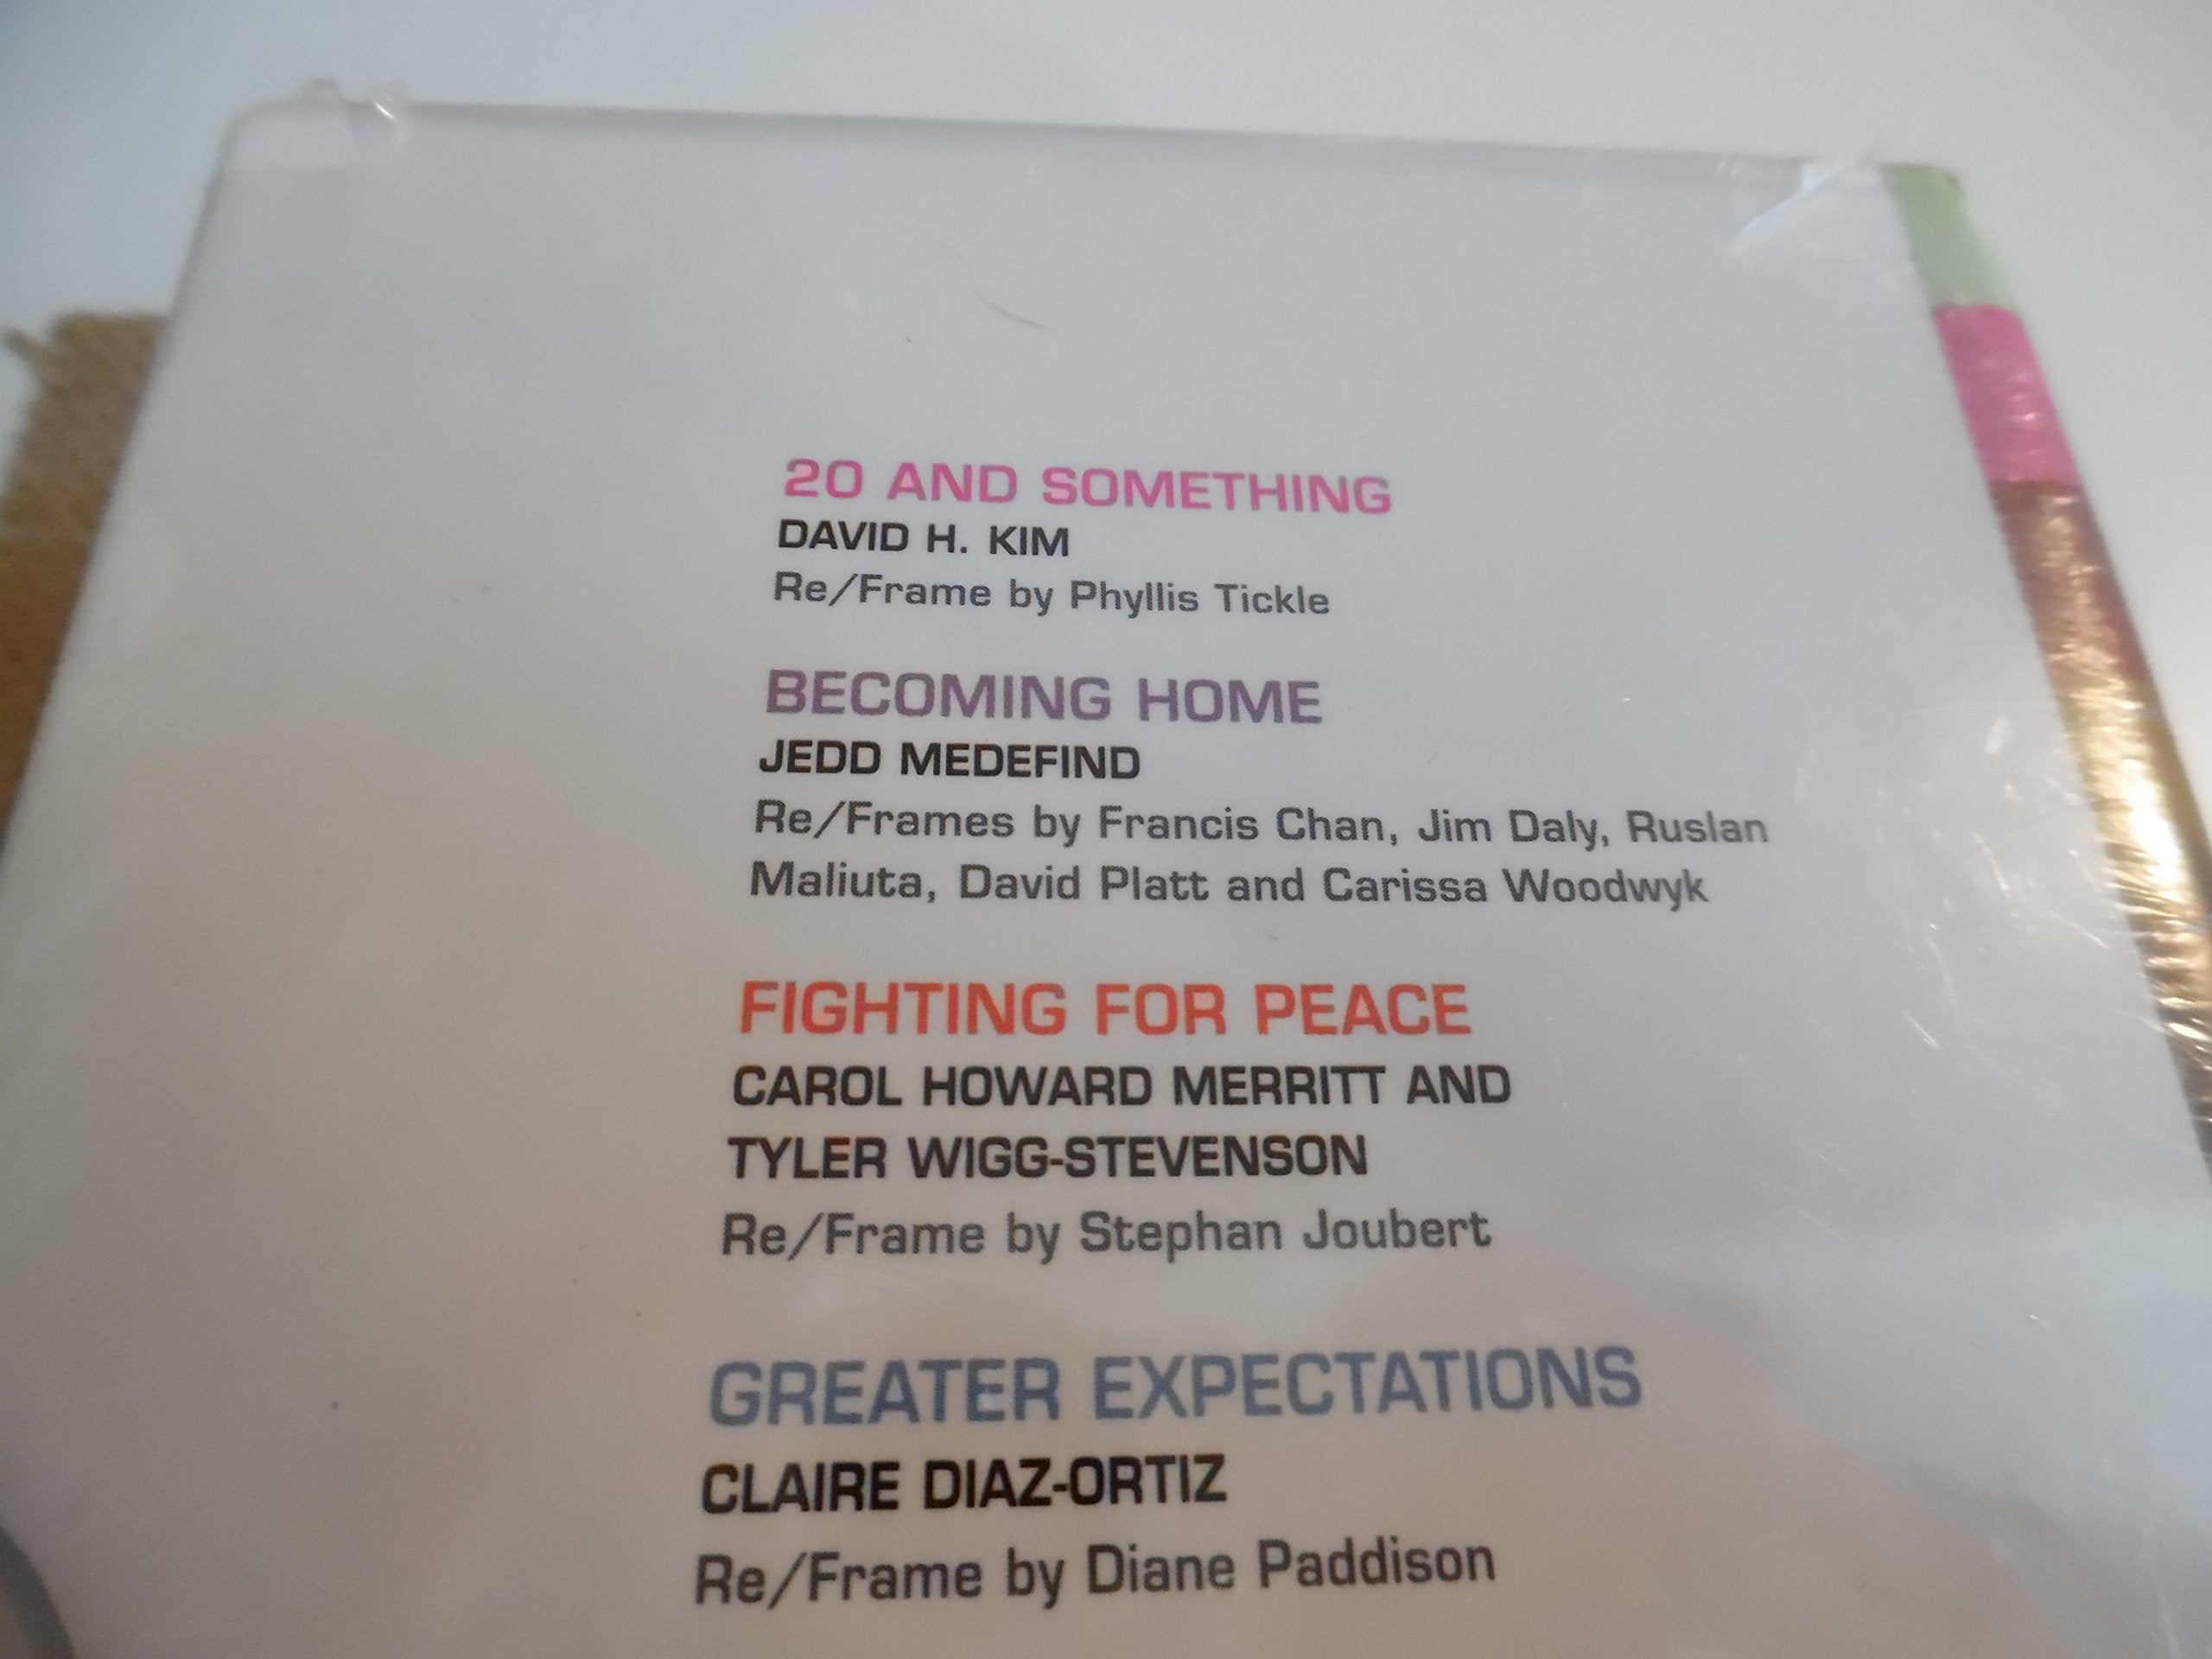 20 AND SOMETHING
DAVID H. KIM
Re/Frame by Phyllis Tickle
BECOMING HOME
JEDD MEDEFIND
Re/Frames by Francis Chan, Jim Daly, Ruslan
Maliuta, David Platt and Carissa Woodwyk
FIGHTING FOR PEACE
CAROL HOWARD MERRITT AND
TYLER WIGG-STEVENSON
Re/Frame by Stephan Joubert
GREATER EXPECTATIONS
CLAIRE DIAZ-ORTIZ
Re/Frame by Diane Paddison